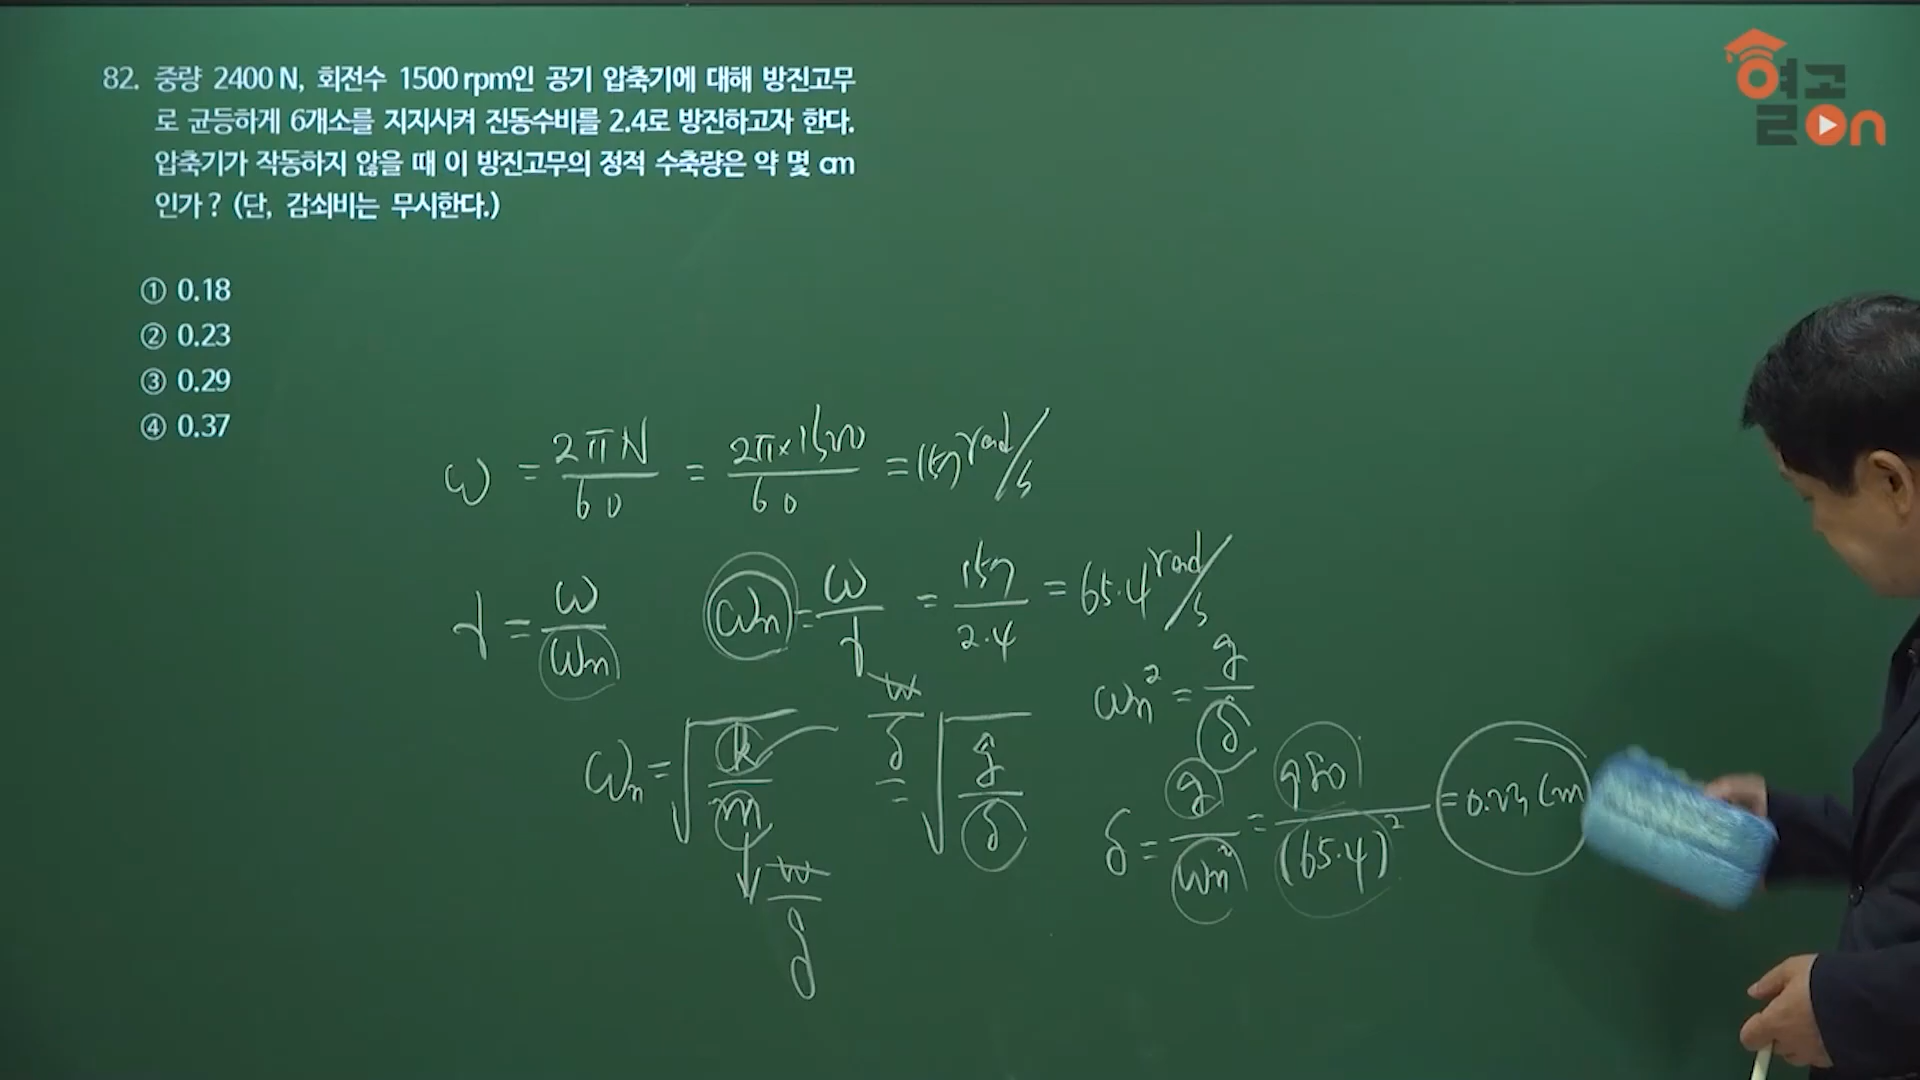 82. 중량 2400 N, 회전수 1500 rpm인 공기 압축기에 대해 방진고무
로 균등하게 6개소를 지지시켜 진동수비를 2.4로 방진하고자 한다.
압축기가 작동하지 않을 때 이 방진고무의 정적 수축량은 약 몇 cm
인가? (단, 감쇠비는 무시한다.)
① 0.18
② 0.23
③ 0.29
④ 0.37
ω = 2πN/60 = 2π×1500/60 = 157 rad/s
r = ω/ωn
ωn = ω/r = 157/2.4 = 65.4 rad/s
ωn = √(k/m) = √(g/δ)
W/δ
W/g
ωn² = g/δ
δ = g/ωn² = 980/(65.4)² = 0.23 cm
열고
를 on